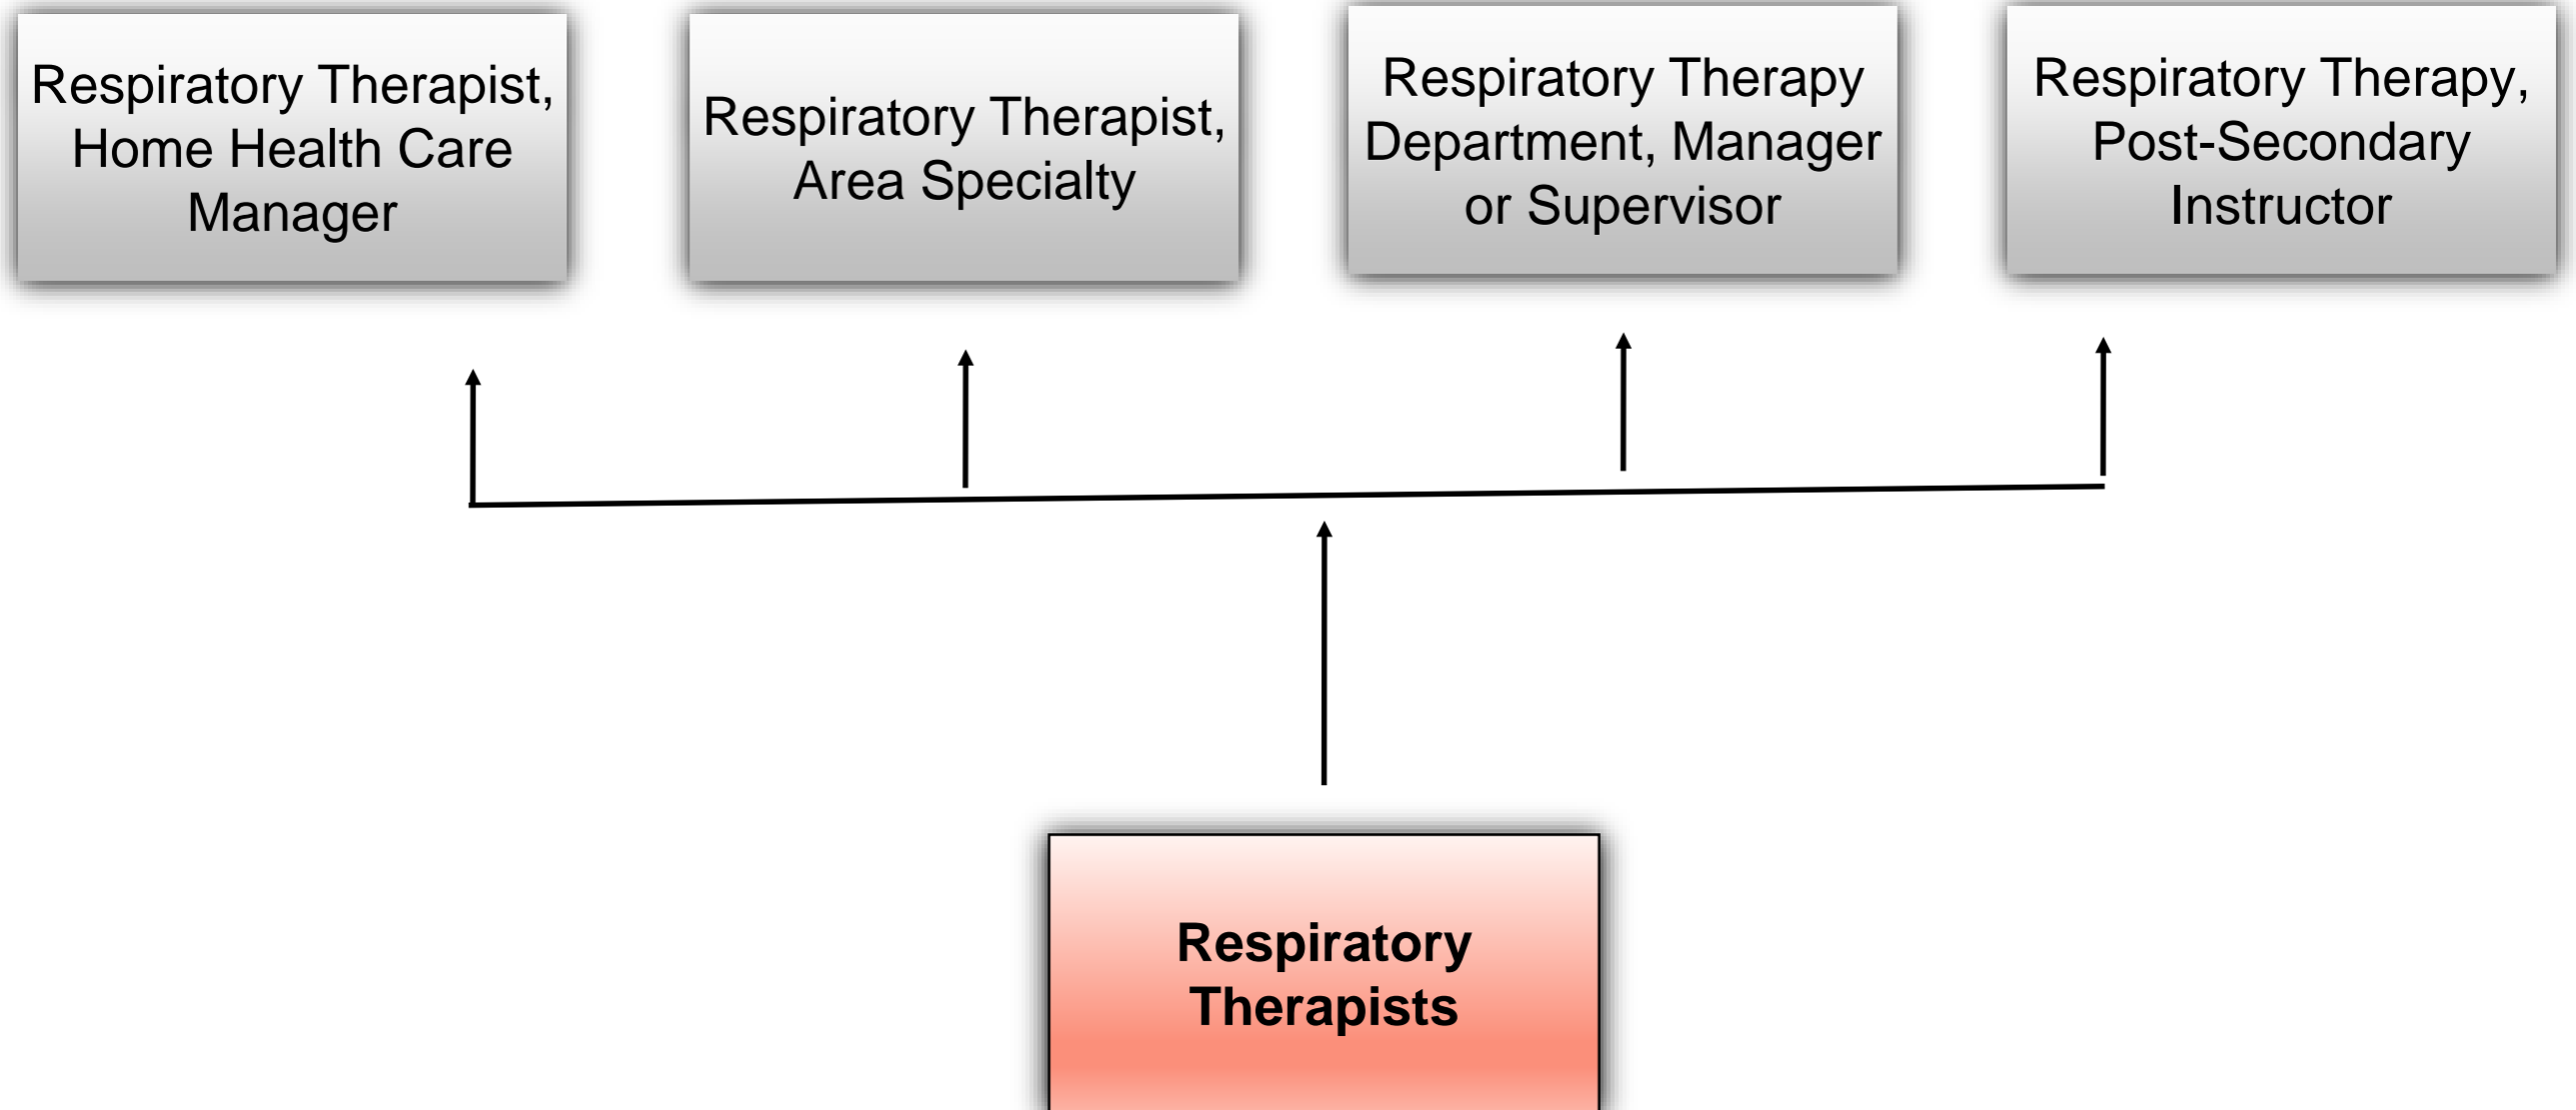 Respiratory Therapist,
Home Health Care
Manager
Respiratory Therapist,
Area Specialty
Respiratory Therapy
Department, Manager
or Supervisor
Respiratory Therapy,
Post-Secondary
Instructor
Respiratory
Therapists